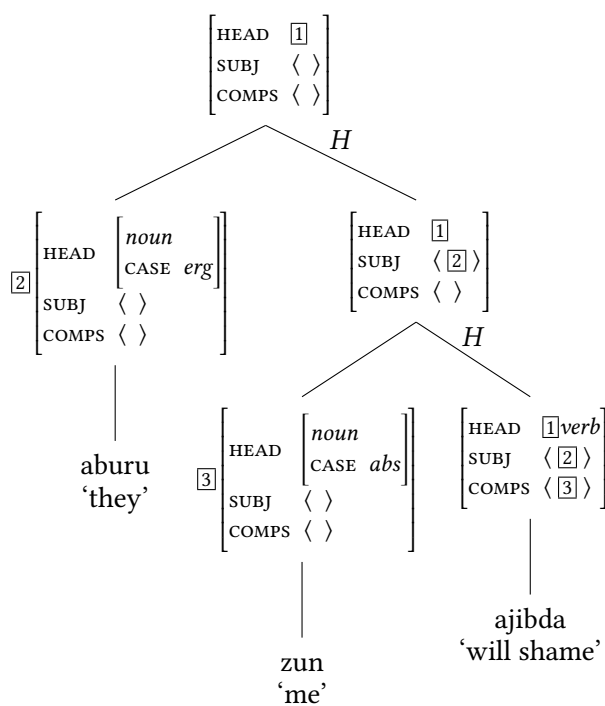 HEAD 1
SUBJ ⟨ ⟩
COMPS ⟨ ⟩
H
2
HEAD
noun
CASE erg
SUBJ ⟨ ⟩
COMPS ⟨ ⟩
HEAD 1
SUBJ ⟨ 2 ⟩
COMPS ⟨ ⟩
H
aburu
‘they’
3
HEAD
noun
CASE abs
SUBJ ⟨ ⟩
COMPS ⟨ ⟩
HEAD 1 verb
SUBJ ⟨ 2 ⟩
COMPS ⟨ 3 ⟩
zun
‘me’
ajibda
‘will shame’